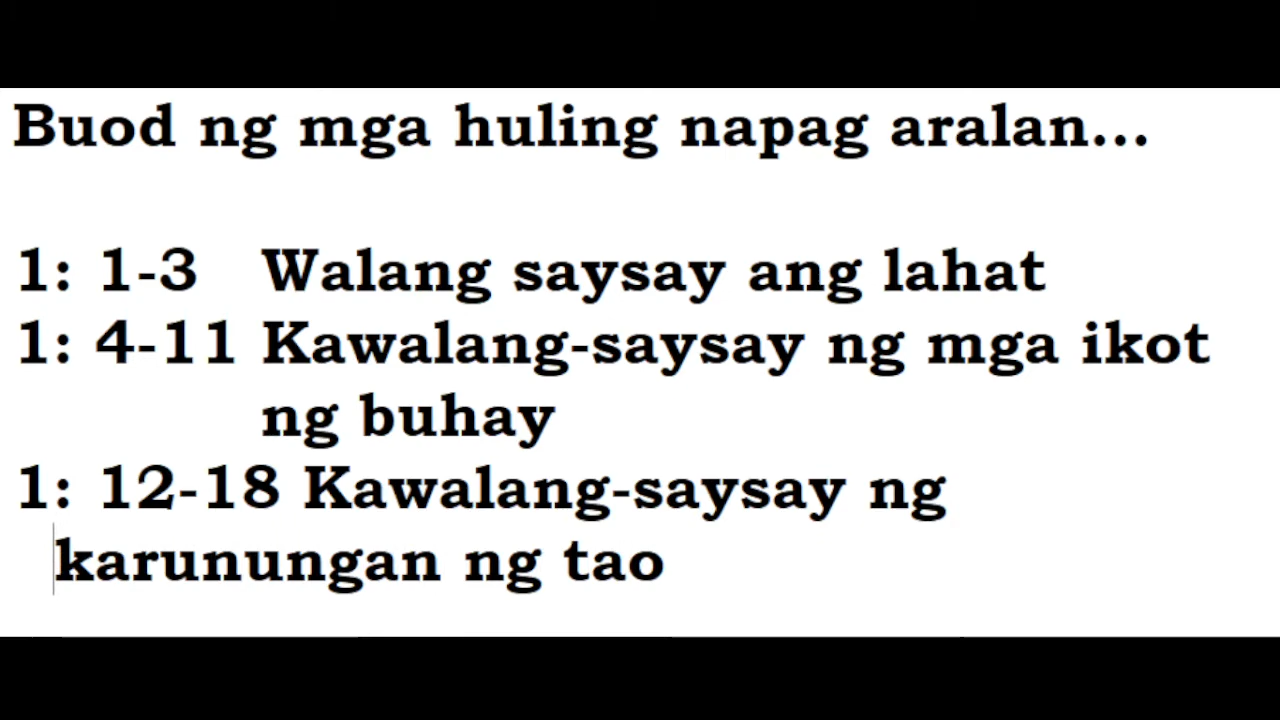 Buod ng mga huling napag aralan...
1: 1-3 Walang saysay ang lahat
1: 4-11 Kawalang-saysay ng mga ikot
ng buhay
1: 12-18 Kawalang-saysay ng
karunungan ng tao